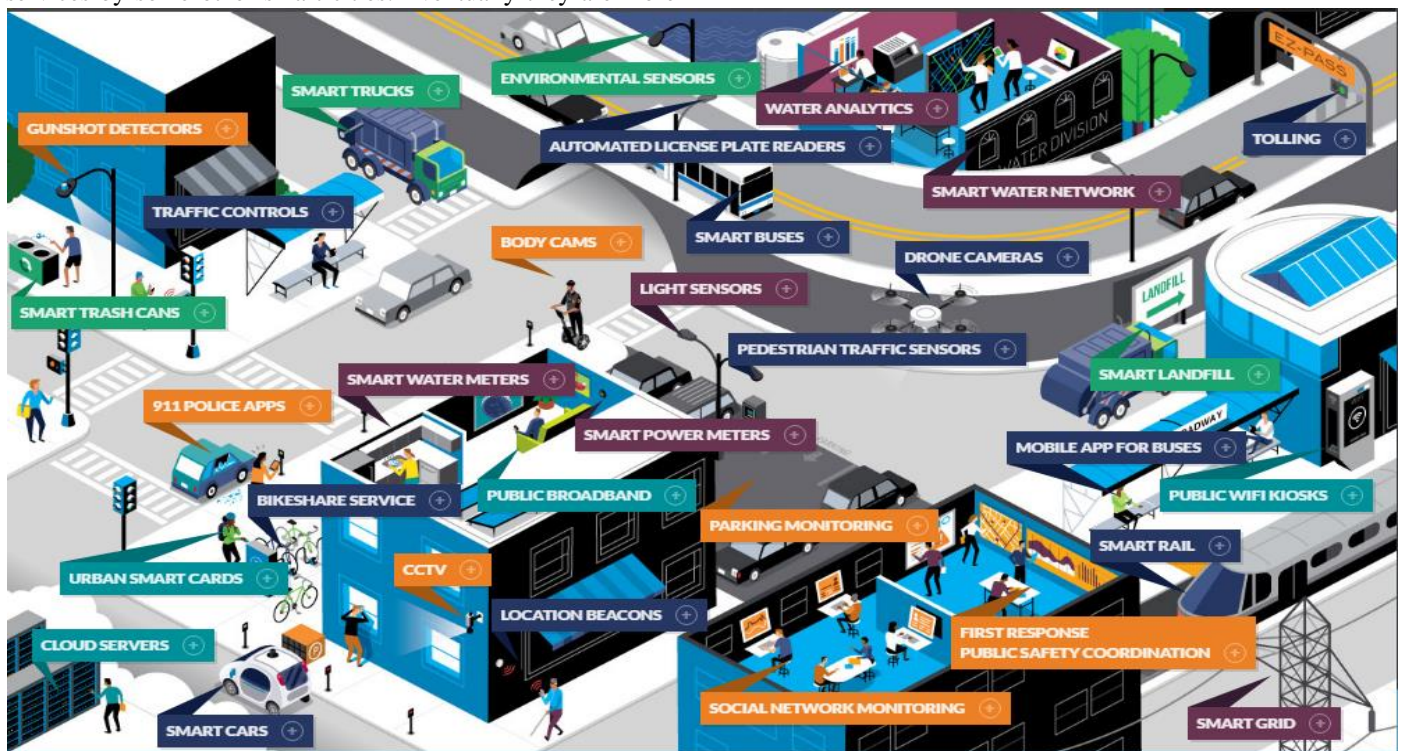 ENVIRONMENTAL SENSORS
SMART TRUCKS
WATER ANALYTICS
EZ-PASS
GUNSHOT DETECTORS
AUTOMATED LICENSE PLATE READERS
WATER DIVISION
TOLLING
SMART WATER NETWORK
TRAFFIC CONTROLS
BODY CAMS
SMART BUSES
DRONE CAMERAS
LIGHT SENSORS
LANDFILL
SMART TRASH CANS
PEDESTRIAN TRAFFIC SENSORS
SMART WATER METERS
SMART LANDFILL
911 POLICE APPS
SMART POWER METERS
MOBILE APP FOR BUSES
BIKESHARE SERVICE
PUBLIC BROADBAND
PUBLIC WIFI KIOSKS
PARKING MONITORING
SMART RAIL
URBAN SMART CARDS
CCTV
LOCATION BEACONS
FIRST RESPONSE
PUBLIC SAFETY COORDINATION
CLOUD SERVERS
SOCIAL NETWORK MONITORING
SMART CARS
SMART GRID